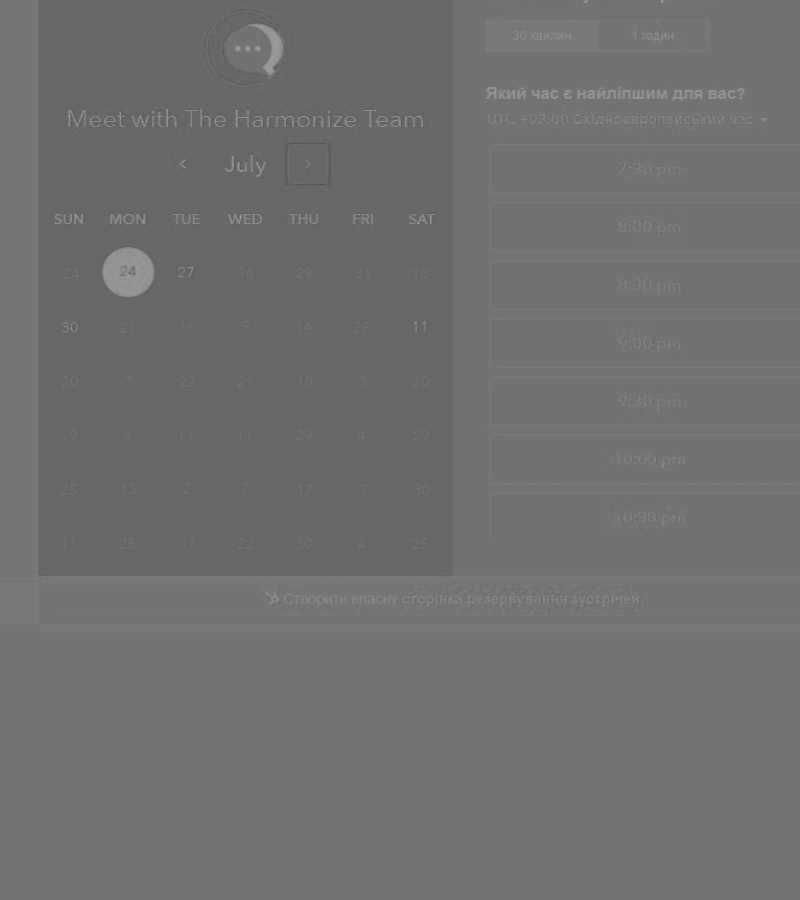 30 хвилин 1 годин
Який час є найліпшим для вас?
UTC +03:00 Східноєвропейський час
Meet with The Harmonize Team
July
SUN MON TUE WED THU FRI SAT
24 24 27 16 29 31 18
30 21 16 9 14 28 11
20 3 22 21 10 3 20
19 4 11 11 29 4 29
25 13 2 7 17 3 30
11 25 17 22 30 4 25
7:30 pm
8:00 pm
8:30 pm
9:00 pm
9:30 pm
10:00 pm
10:30 pm
Створити власну сторінка резервування зустрічей